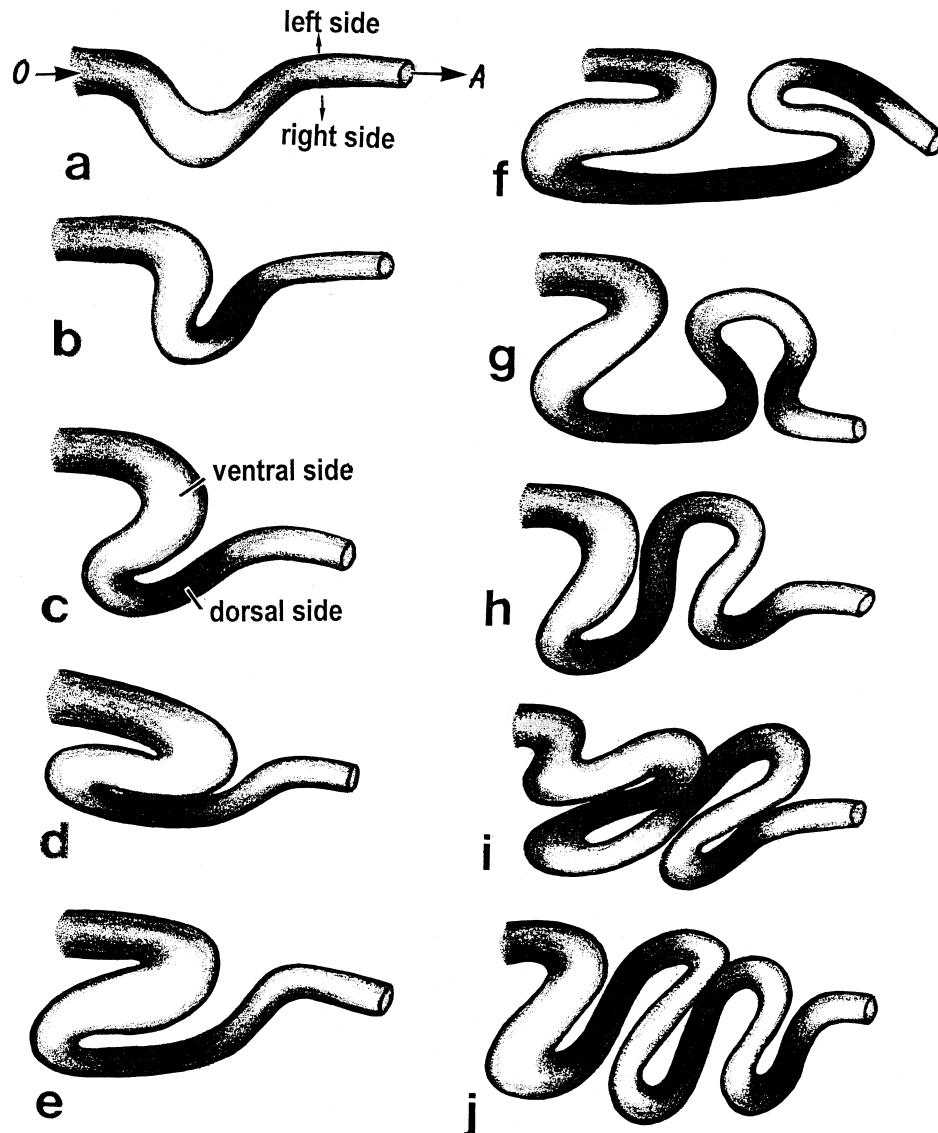 left side
O
A
right side
a
b
ventral side
c
dorsal side
d
e
f
g
h
i
j